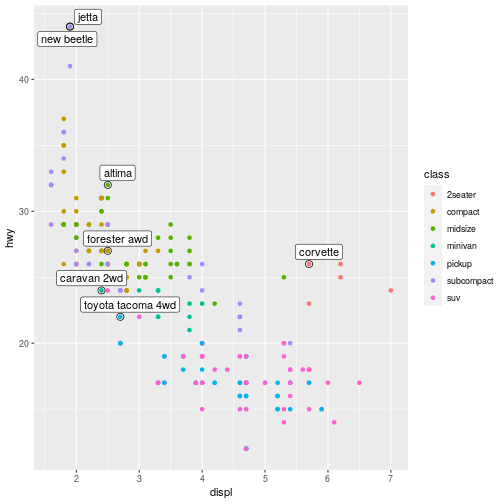 jetta
new beetle
altima
forester awd
corvette
caravan 2wd
toyota tacoma 4wd
40
30
20
hwy
2 3 4 5 6 7
displ
class
2seater
compact
midsize
minivan
pickup
subcompact
suv